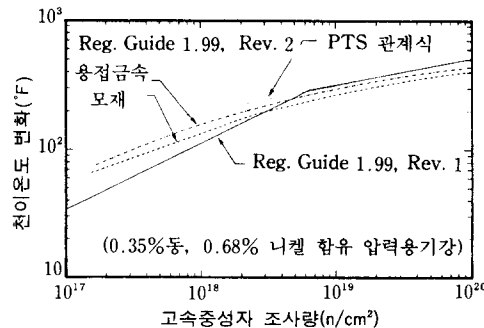 10³
Reg. Guide 1.99, Rev. 2 PTS 관계식
용접금속
모재
10²
Reg. Guide 1.99, Rev. 1
(0.35%동, 0.68% 니켈 함유 압력용기강)
10
10¹⁷ 10¹⁸ 10¹⁹ 10²⁰
천이온도 변화(°F)
고속중성자 조사량(n/cm²)